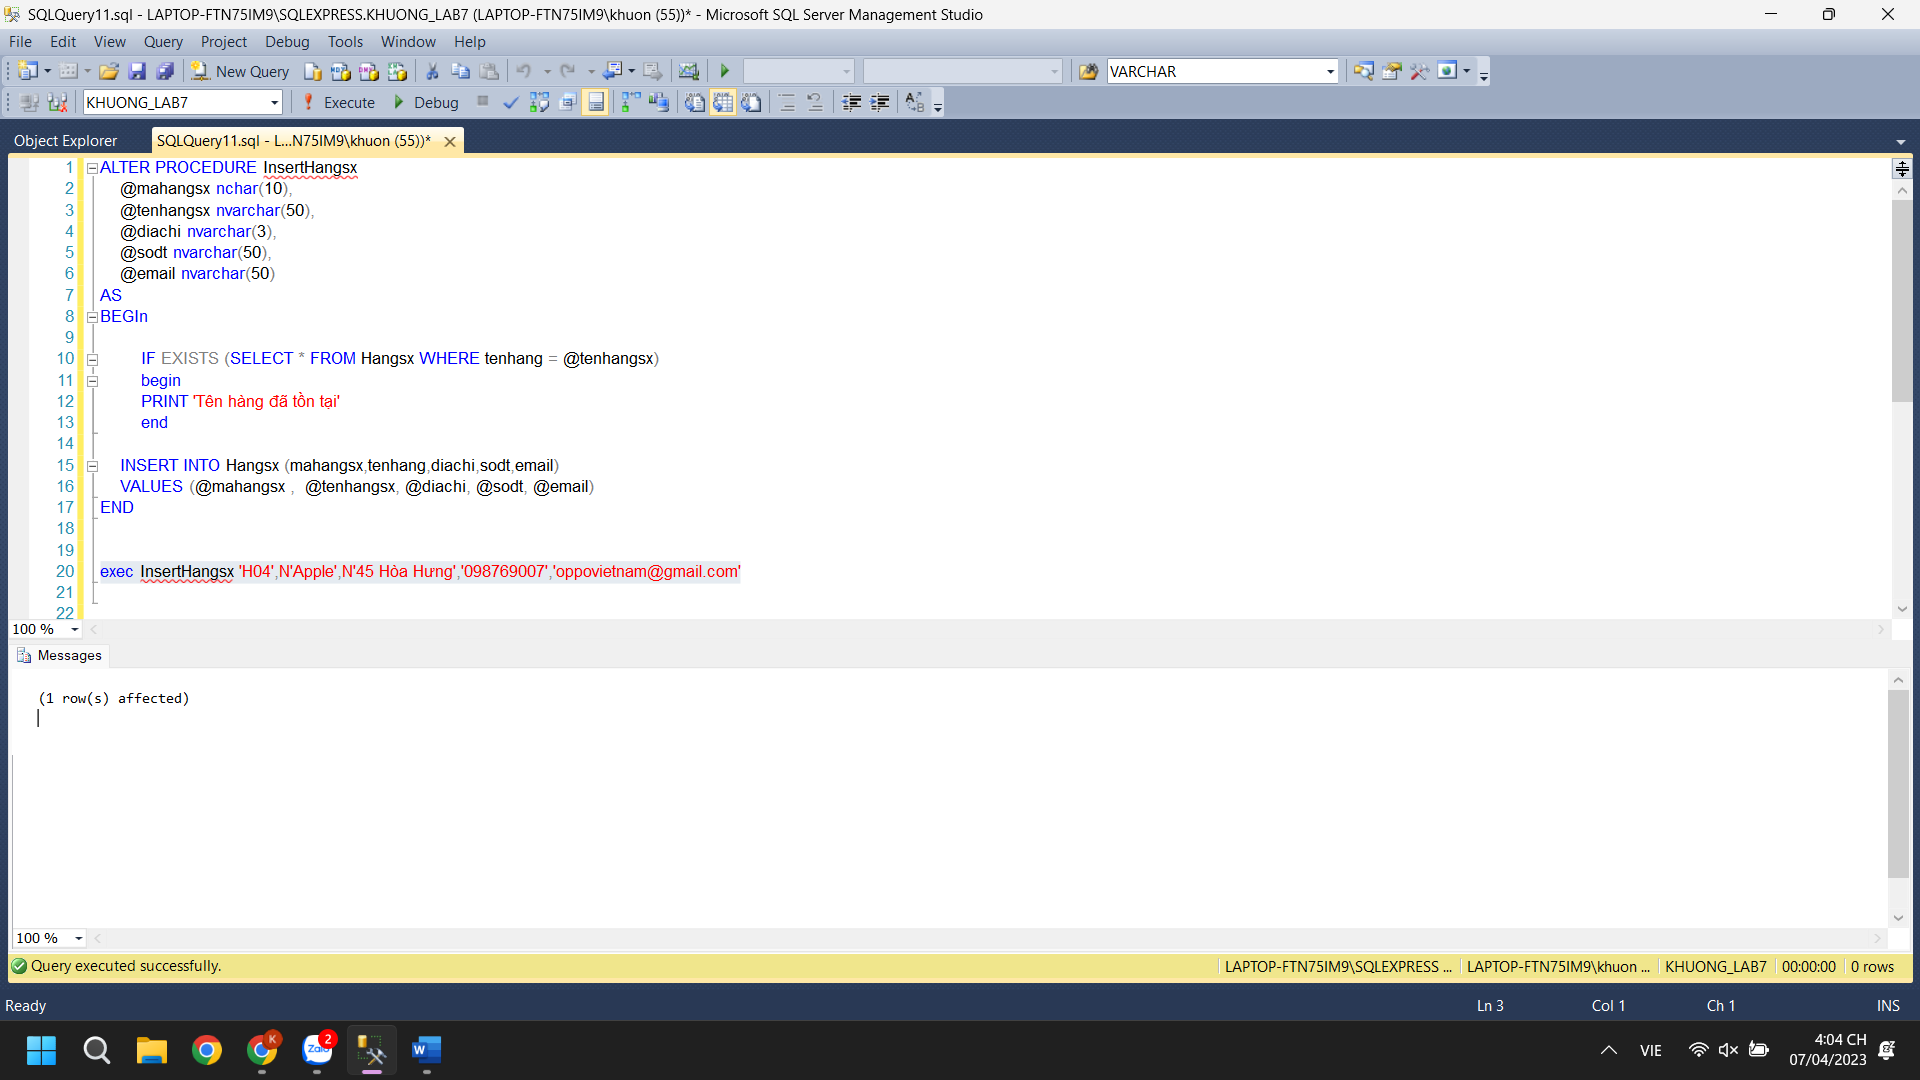 SQLQuery11.sql - LAPTOP-FTN75IM9\SQLEXPRESS.KHUONG_LAB7 (LAPTOP-FTN75IM9\khuon (55))* - Microsoft SQL Server Management Studio
File Edit View Query Project Debug Tools Window Help
New Query VARCHAR
KHUONG_LAB7 Execute Debug
Object Explorer SQLQuery11.sql - L...N75IM9\khuon (55))*
1 ALTER PROCEDURE InsertHangsx
2 @mahangsx nchar(10),
3 @tenhangsx nvarchar(50),
4 @diachi nvarchar(3),
5 @sodt nvarchar(50),
6 @email nvarchar(50)
7 AS
8 BEGIn
9
10 IF EXISTS (SELECT * FROM Hangsx WHERE tenhang = @tenhangsx)
11 begin
12 PRINT 'Tên hàng đã tồn tại'
13 end
14
15 INSERT INTO Hangsx (mahangsx,tenhang,diachi,sodt,email)
16 VALUES (@mahangsx , @tenhangsx, @diachi, @sodt, @email)
17 END
18
19
20 exec InsertHangsx 'H04',N'Apple',N'45 Hòa Hưng','098769007','oppovietnam@gmail.com'
21
22
100 %
Messages
(1 row(s) affected)
100 %
Query executed successfully. LAPTOP-FTN75IM9\SQLEXPRESS ... LAPTOP-FTN75IM9\khuon ... KHUONG_LAB7 00:00:00 0 rows
Ready Ln 3 Col 1 Ch 1 INS
K Zalo 2 W VIE 4:04 CH
07/04/2023